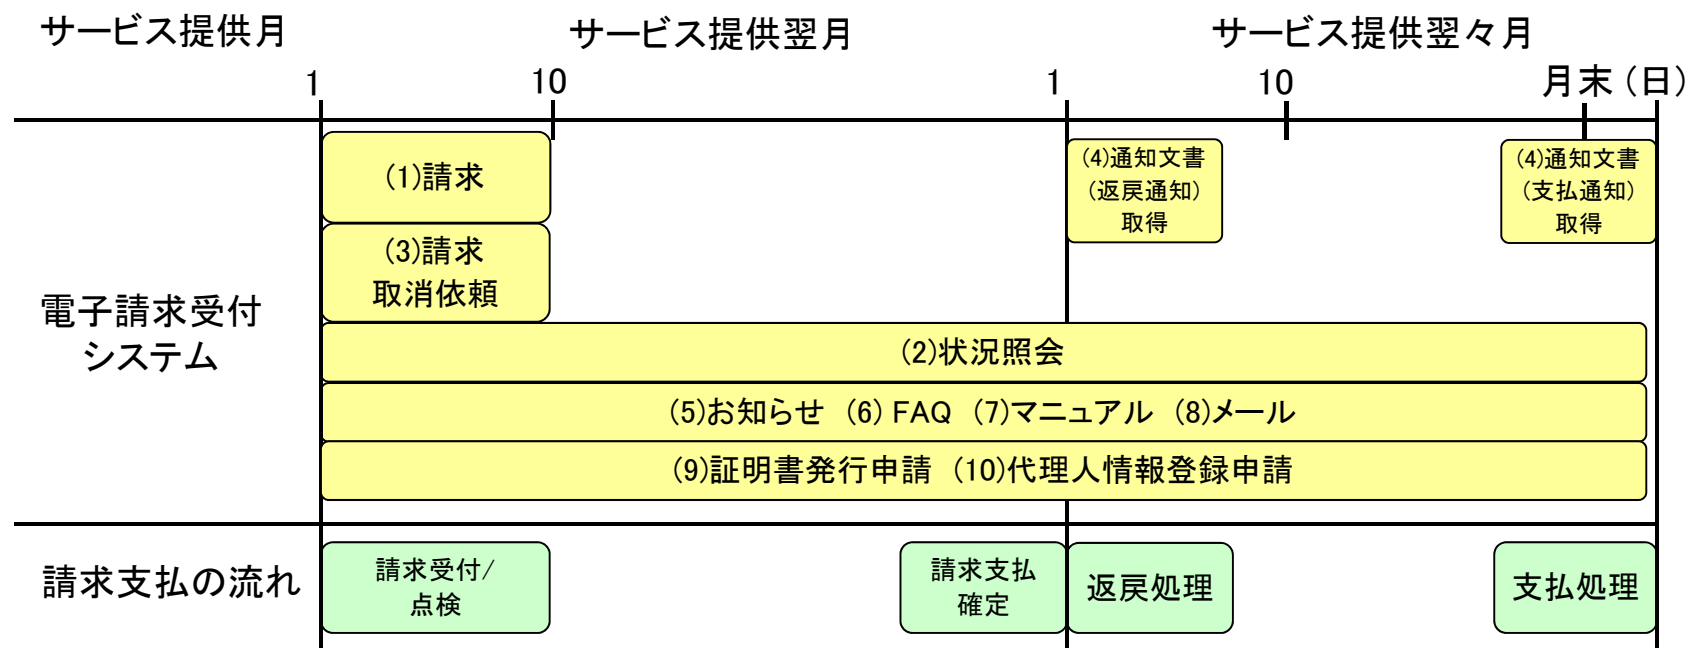 サービス提供月
サービス提供翌月
サービス提供翌々月
1
10
1
10
月末（日）
(1)請求
(4)通知文書
（返戻通知）
取得
(4)通知文書
（支払通知）
取得
(3)請求
取消依頼
電子請求受付
システム
(2)状況照会
(5)お知らせ (6) FAQ (7)マニュアル (8)メール
(9)証明書発行申請 (10)代理人情報登録申請
請求支払の流れ
請求受付/
点検
請求支払
確定
返戻処理
支払処理